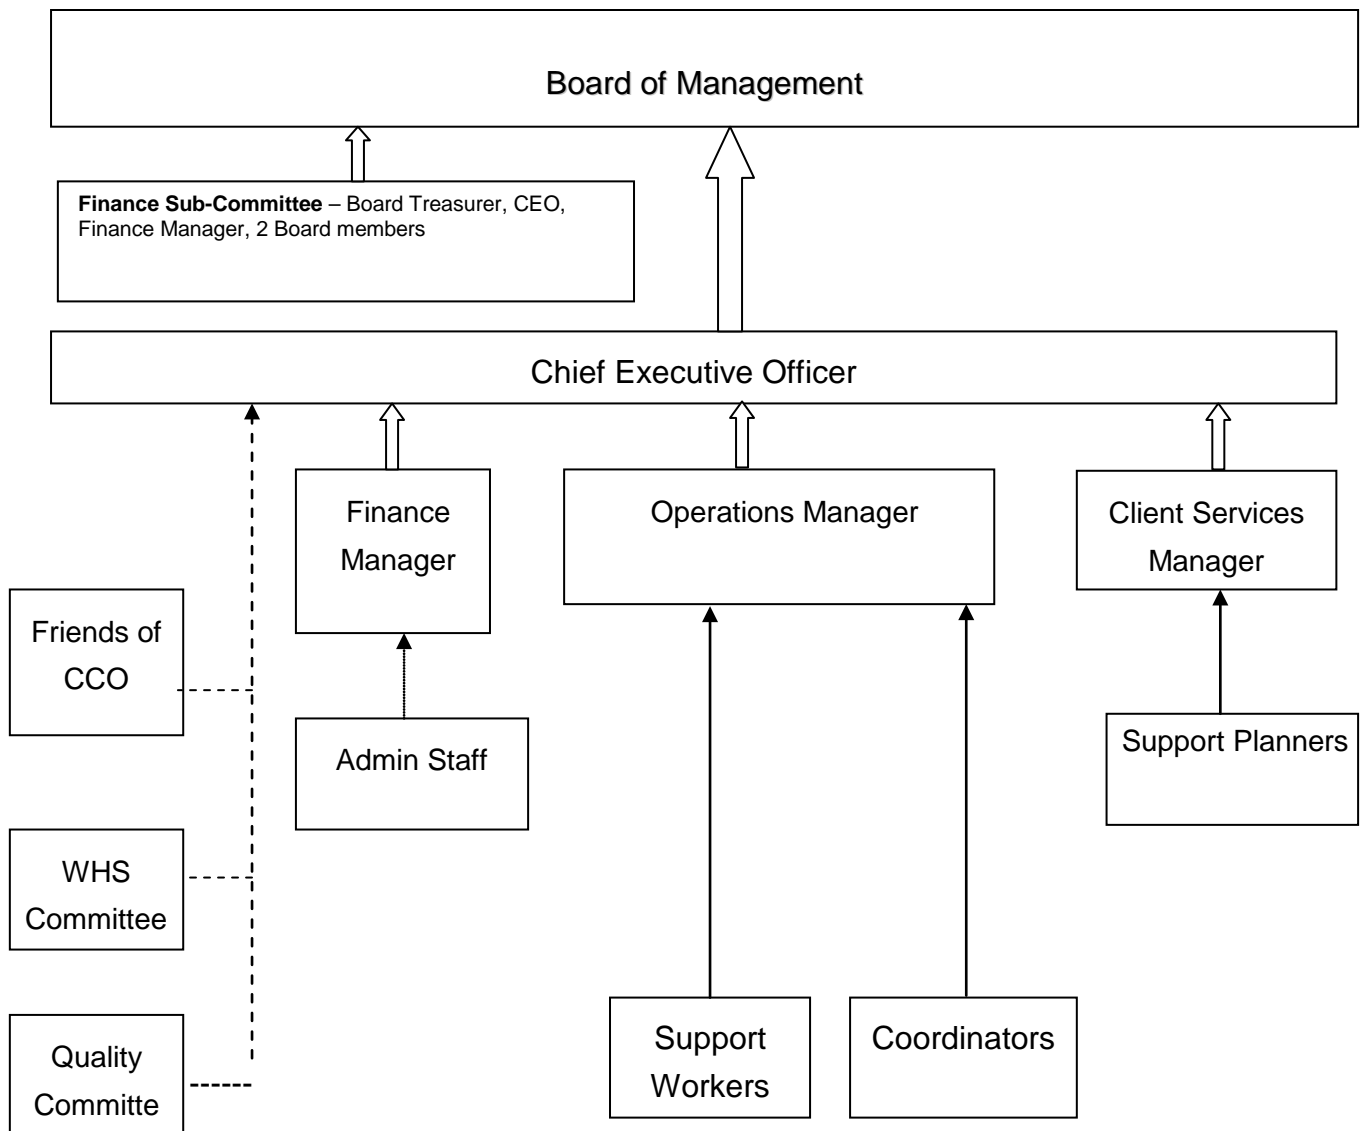 Board of Management
Finance Sub-Committee – Board Treasurer, CEO,
Finance Manager, 2 Board members
Chief Executive Officer
Finance
Manager
Operations Manager
Client Services
Manager
Friends of
CCO
Admin Staff
Support Planners
WHS
Committee
Support
Workers
Coordinators
Quality
Committe